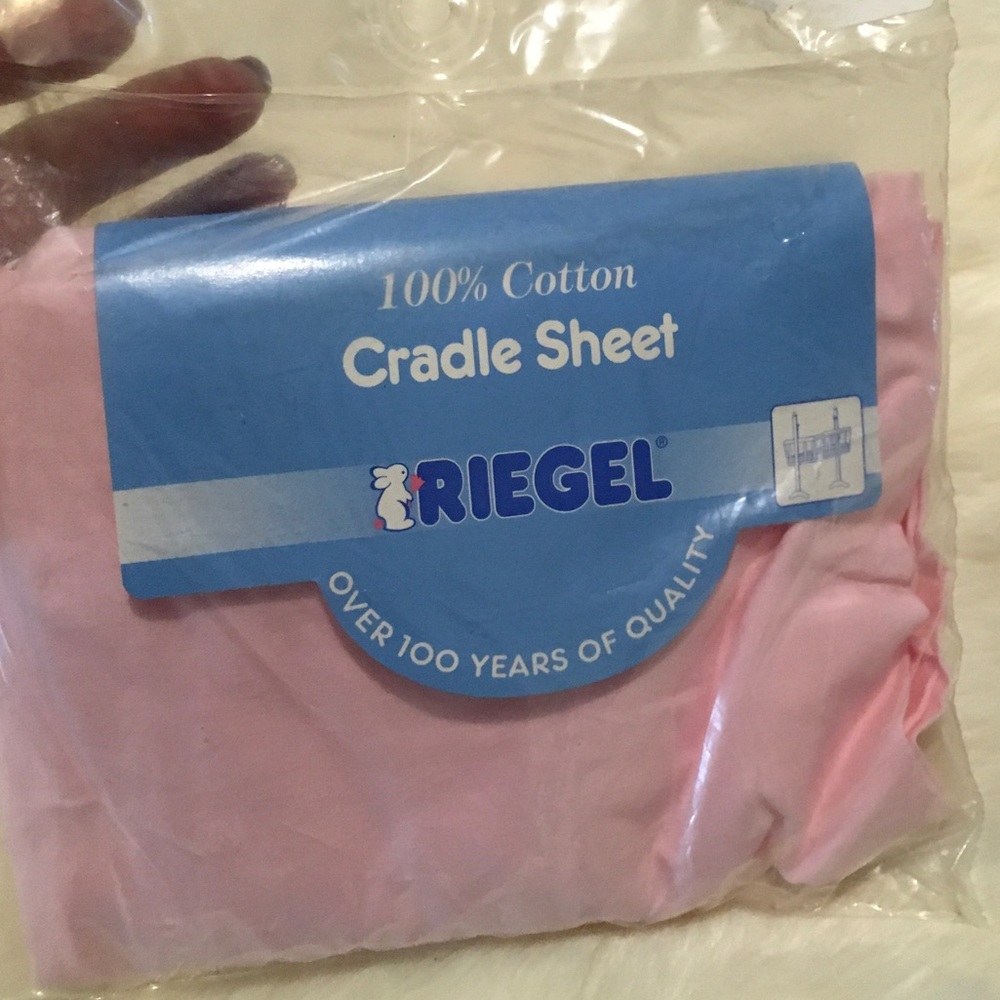 100% Cotton
Cradle Sheet
RIEGEL®
OVER 100 YEARS OF QUALITY